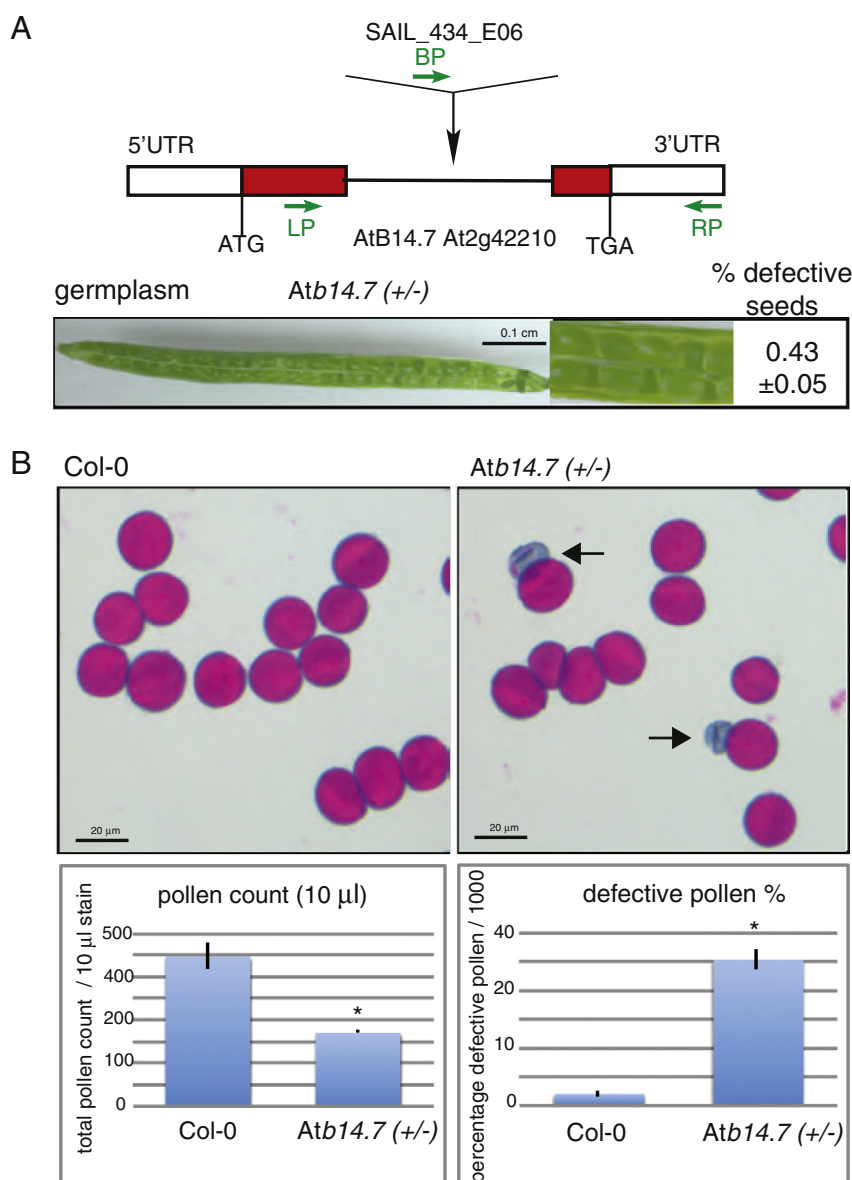 A
SAIL_434_E06
BP
5'UTR
3'UTR
LP
RP
ATG
AtB14.7 At2g42210
TGA
germplasm
Atb14.7 (+/-)
% defective
seeds
0.1 cm
0.43
±0.05
B
Col-0
Atb14.7 (+/-)
20 µm
20 µm
pollen count (10 µl)
total pollen count / 10 µl stain
500
400
200
100
0
*
Col-0
Atb14.7 (+/-)
defective pollen %
percentage defective pollen / 1000
40
20
10
0
*
Col-0
Atb14.7 (+/-)